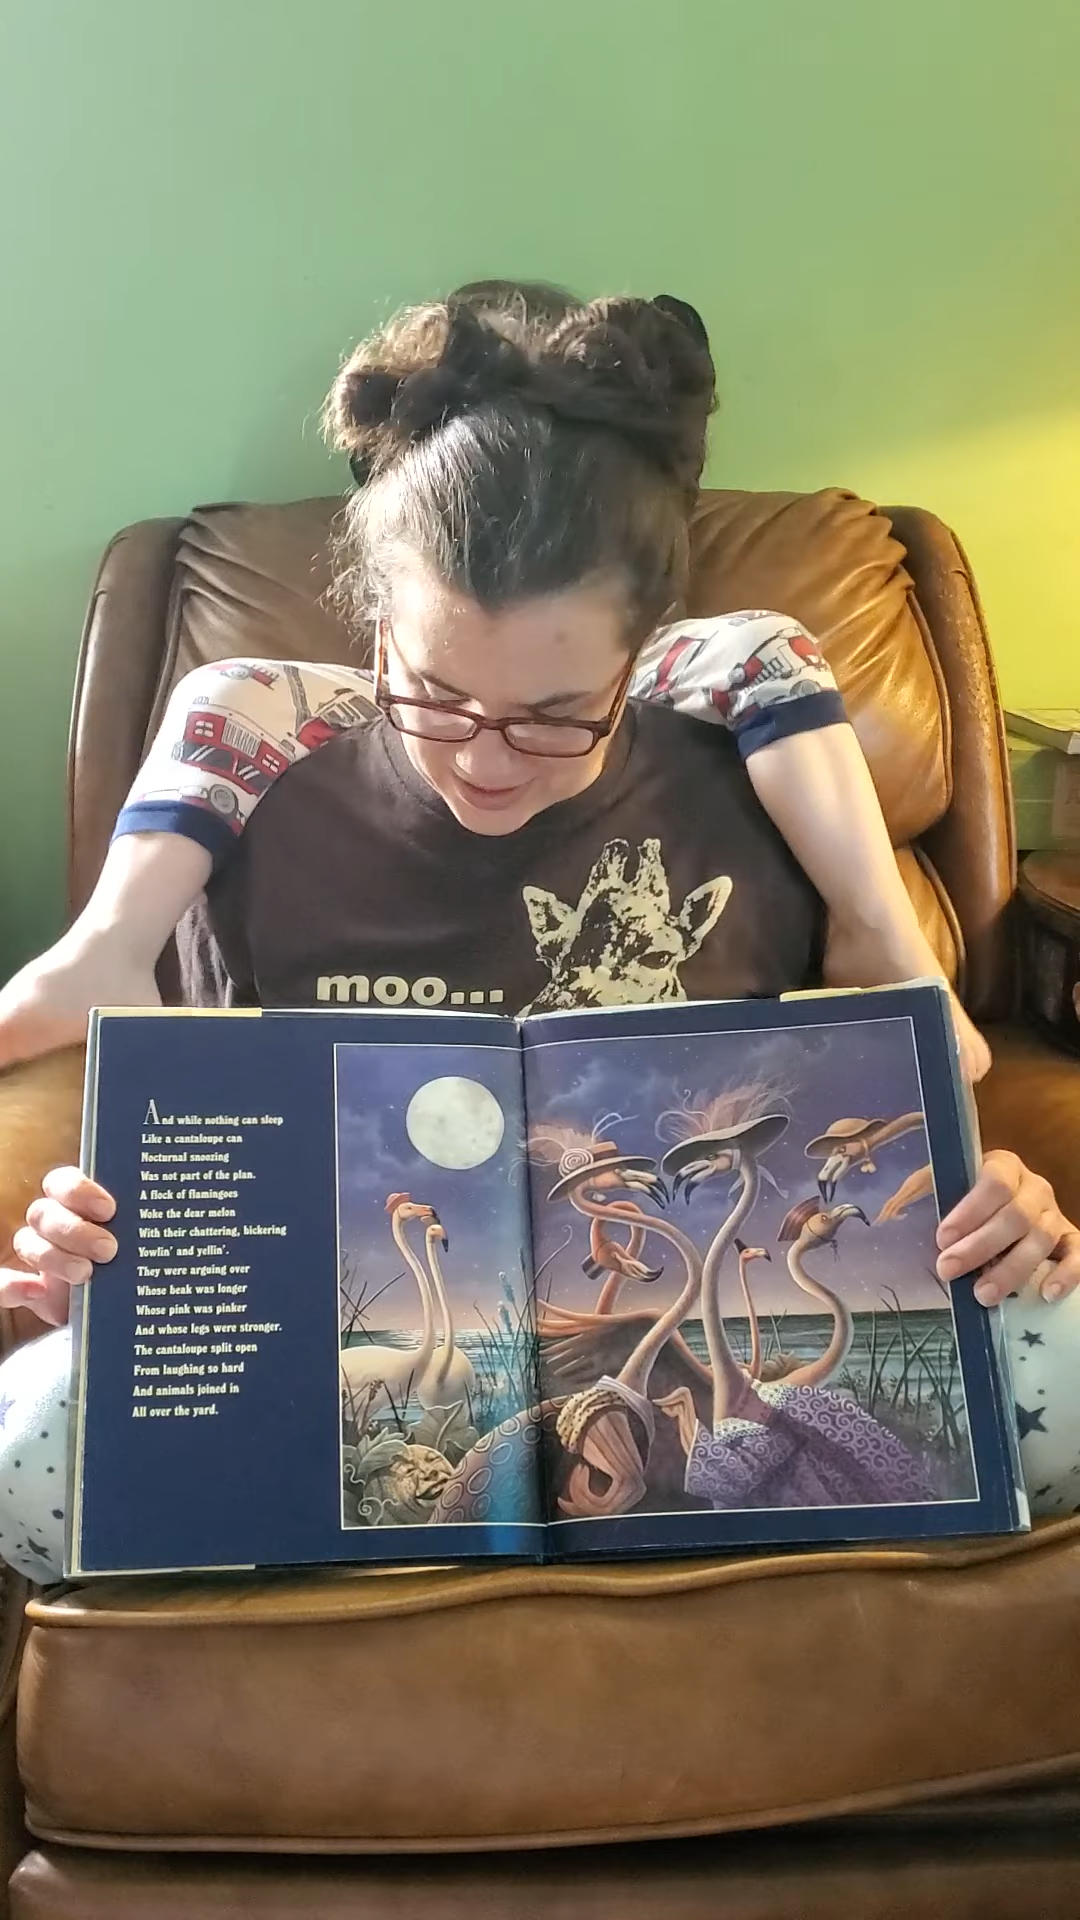 moo...
And while nothing can sleep
Like a cantaloupe can
Nocturnal snoozing
Was not part of the plan.
A flock of flamingoes
Woke the dear melon
With their chattering, bickering
Yowlin' and yellin'.
They were arguing over
Whose beak was longer
Whose pink was pinker
And whose legs were stronger.
The cantaloupe split open
From laughing so hard
And animals joined in
All over the yard.